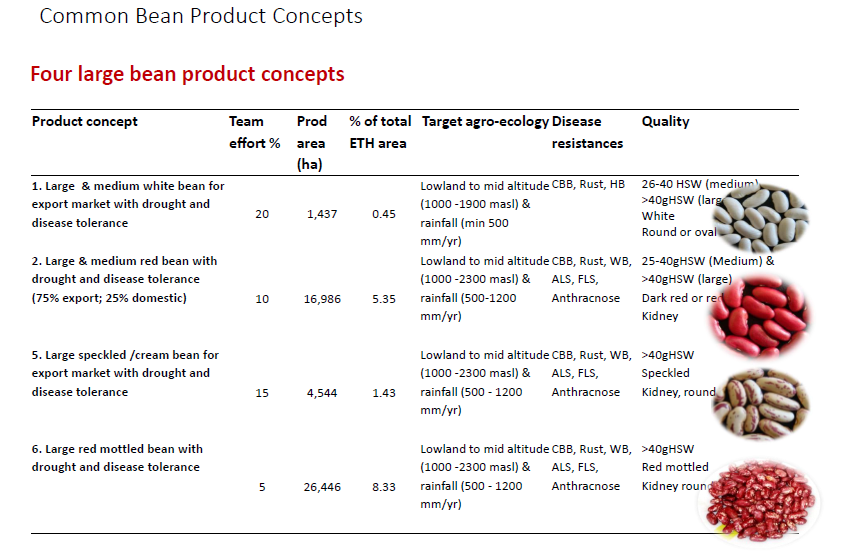 Common Bean Product Concepts
Four large bean product concepts
Product concept Team effort % Prod area (ha) % of total ETH area Target agro-ecology Disease resistances Quality
1. Large & medium white bean for export market with drought and disease tolerance 20 1,437 0.45 Lowland to mid altitude (1000 -1900 masl) & rainfall (min 500 mm/yr) CBB, Rust, HB 26-40 HSW (medium) >40gHSW White Round or oval
2. Large & medium red bean with drought and disease tolerance (75% export; 25% domestic) 10 16,986 5.35 Lowland to mid altitude (1000 -2300 masl) & rainfall (500-1200 mm/yr) CBB, Rust, WB, ALS, FLS, Anthracnose 25-40gHSW (Medium) & >40gHSW (large) Dark red or Kidney
5. Large speckled /cream bean for export market with drought and disease tolerance 15 4,544 1.43 Lowland to mid altitude (1000 -2300 masl) & rainfall (500 - 1200 mm/yr) CBB, Rust, WB, ALS, FLS, Anthracnose >40gHSW Speckled Kidney, round
6. Large red mottled bean with drought and disease tolerance 5 26,446 8.33 Lowland to mid altitude (1000 -2300 masl) & rainfall (500 - 1200 mm/yr) CBB, Rust, WB, ALS, FLS, Anthracnose >40gHSW Red mottled Kidney round